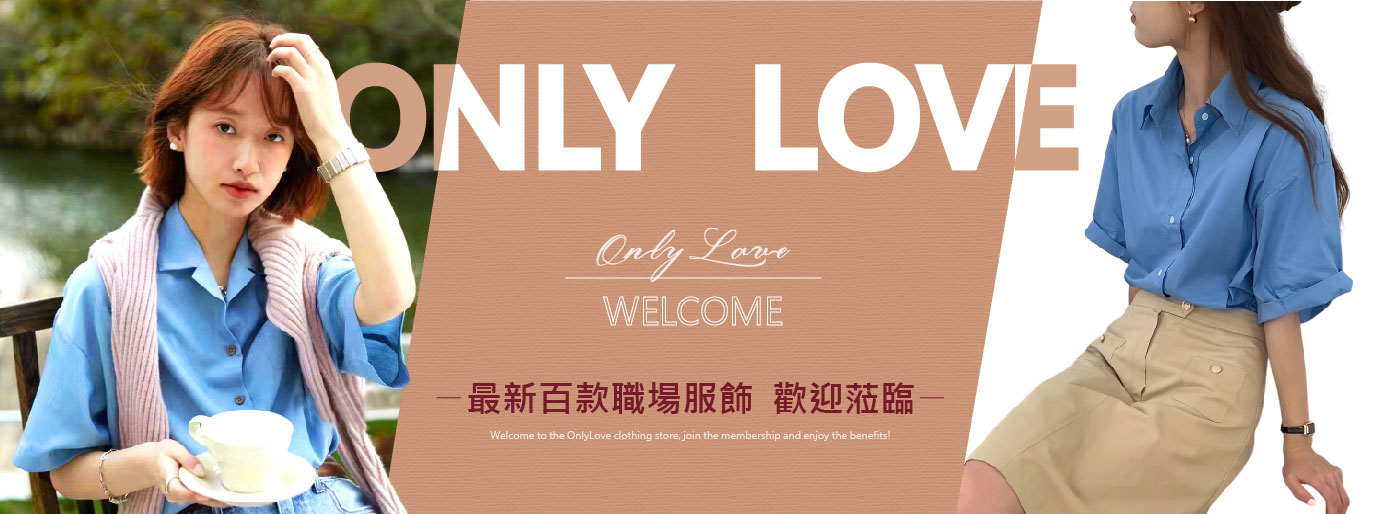 ONLY LOVE
Only Love
WELCOME
—最新百款職場服飾 歡迎蒞臨—
Welcome to the OnlyLove clothing store, join the membership and enjoy the benefits!